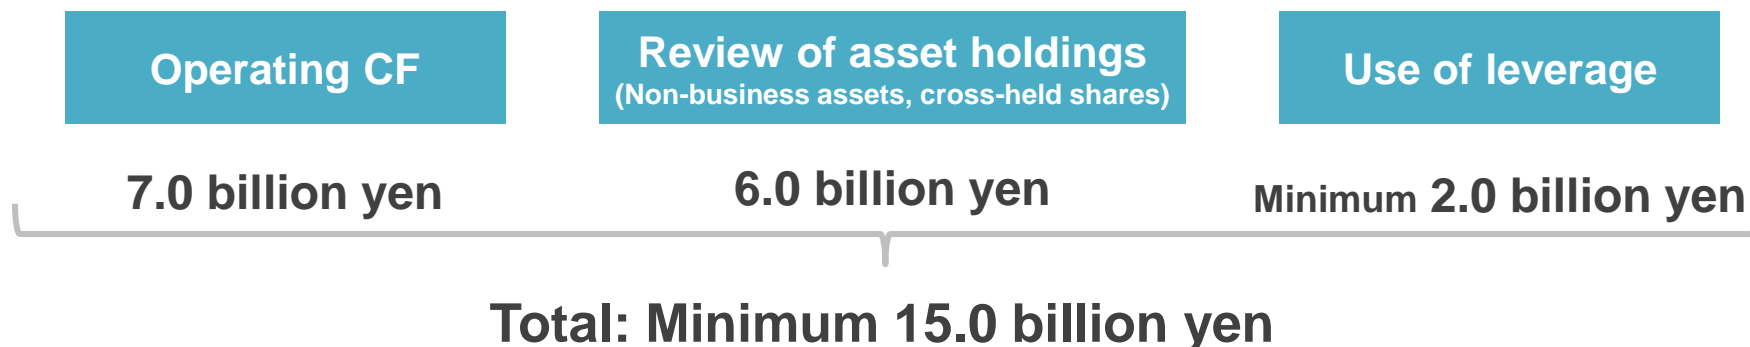 Operating CF
Review of asset holdings
(Non-business assets, cross-held shares)
Use of leverage
7.0 billion yen
6.0 billion yen
Minimum 2.0 billion yen
Total: Minimum 15.0 billion yen